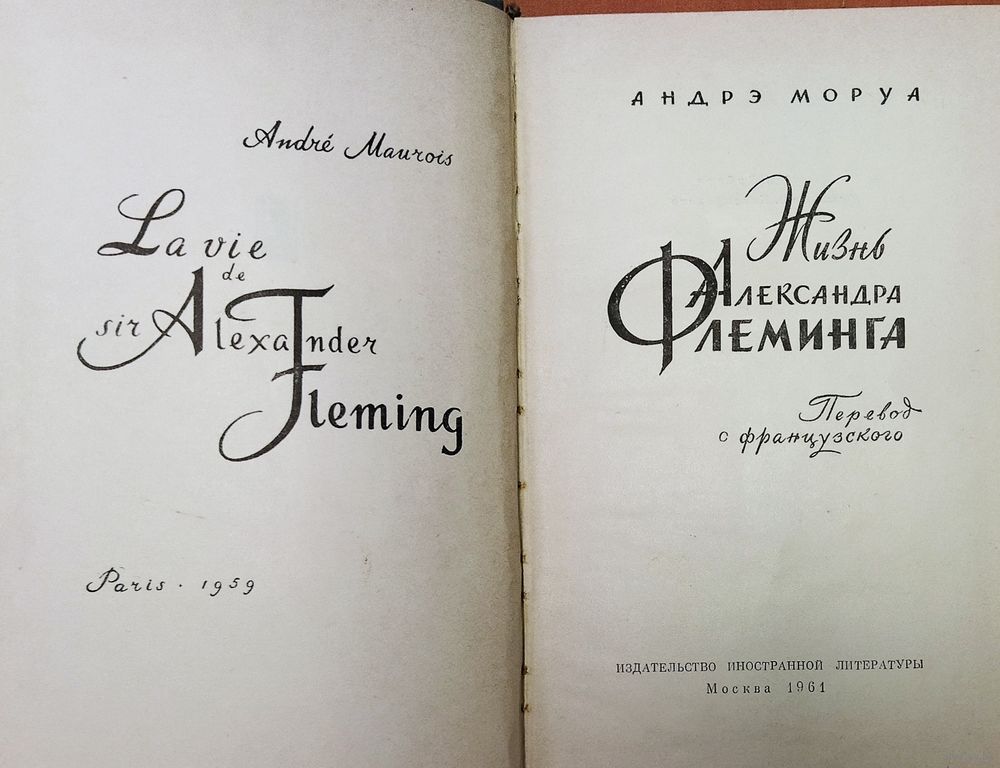 André Maurois
La vie
de
sir Alexander
Fleming
Paris · 1959
АНДРЭ МОРУА
Жизнь
АЛЕКСАНДРА
ФЛЕМИНГА
Перевод
с французского
ИЗДАТЕЛЬСТВО ИНОСТРАННОЙ ЛИТЕРАТУРЫ
Москва 1961